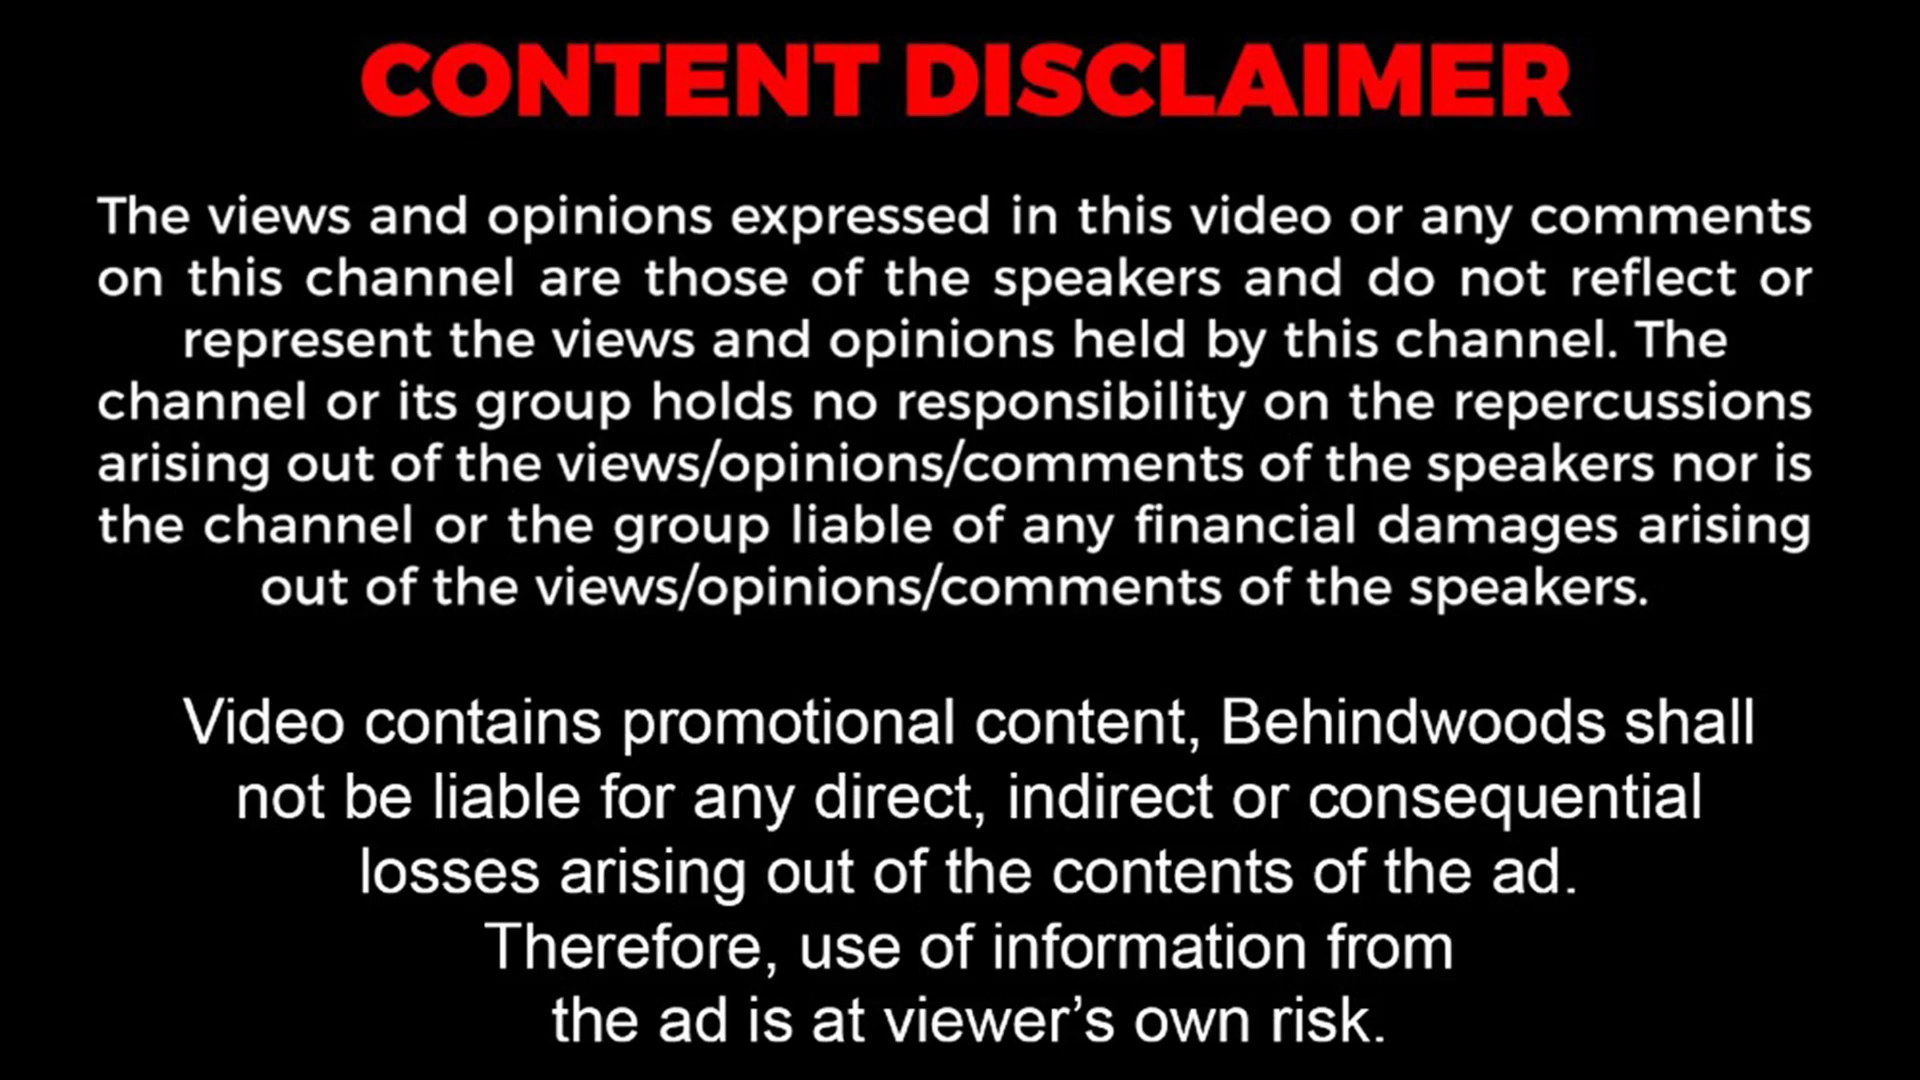 CONTENT DISCLAIMER
The views and opinions expressed in this video or any comments
on this channel are those of the speakers and do not reflect or
represent the views and opinions held by this channel. The
channel or its group holds no responsibility on the repercussions
arising out of the views/opinions/comments of the speakers nor is
the channel or the group liable of any financial damages arising
out of the views/opinions/comments of the speakers.
Video contains promotional content, Behindwoods shall
not be liable for any direct, indirect or consequential
losses arising out of the contents of the ad.
Therefore, use of information from
the ad is at viewer’s own risk.